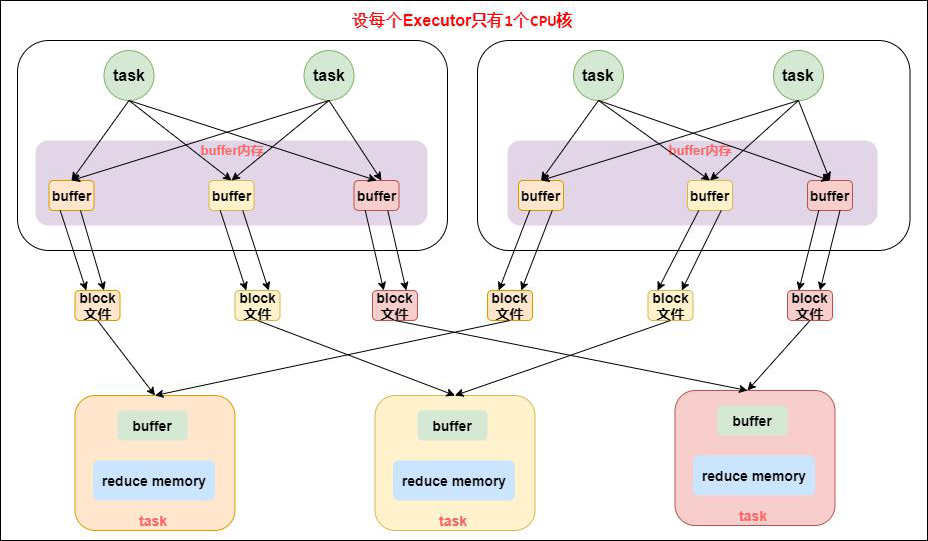 设每个Executor只有1个CPU核
task
task
task
task
buffer内存
buffer内存
buffer
buffer
buffer
buffer
buffer
buffer
block
文件
block
文件
block
文件
block
文件
block
文件
block
文件
buffer
buffer
buffer
reduce memory
reduce memory
reduce memory
task
task
task